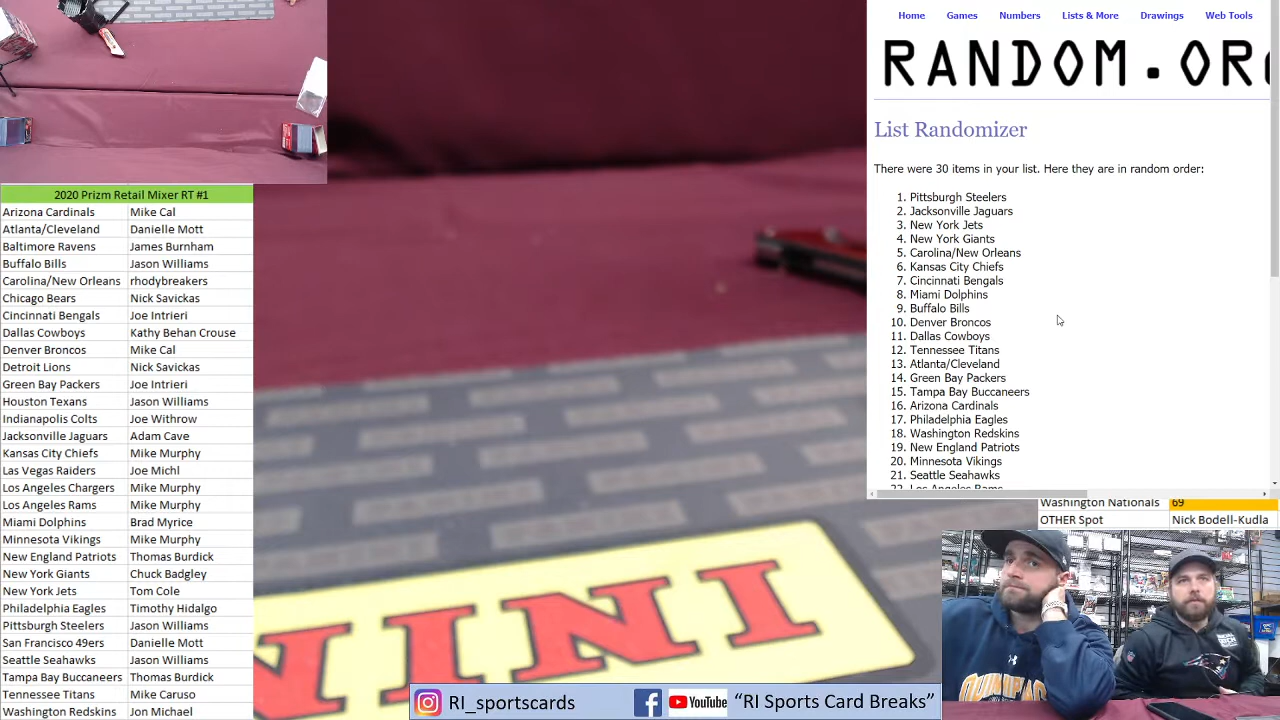 Home Games Numbers Lists & More Drawings Web Tools
RANDOM.OR
List Randomizer
There were 30 items in your list. Here they are in random order:
1. Pittsburgh Steelers
2. Jacksonville Jaguars
3. New York Jets
4. New York Giants
5. Carolina/New Orleans
6. Kansas City Chiefs
7. Cincinnati Bengals
8. Miami Dolphins
9. Buffalo Bills
10. Denver Broncos
11. Dallas Cowboys
12. Tennessee Titans
13. Atlanta/Cleveland
14. Green Bay Packers
15. Tampa Bay Buccaneers
16. Arizona Cardinals
17. Philadelphia Eagles
18. Washington Redskins
19. New England Patriots
20. Minnesota Vikings
21. Seattle Seahawks
22. Los Angeles Rams
2020 Prizm Retail Mixer RT #1
Arizona Cardinals Mike Cal
Atlanta/Cleveland Danielle Mott
Baltimore Ravens James Burnham
Buffalo Bills Jason Williams
Carolina/New Orleans rhodybreakers
Chicago Bears Nick Savickas
Cincinnati Bengals Joe Intrieri
Dallas Cowboys Kathy Behan Crouse
Denver Broncos Mike Cal
Detroit Lions Nick Savickas
Green Bay Packers Joe Intrieri
Houston Texans Jason Williams
Indianapolis Colts Joe Withrow
Jacksonville Jaguars Adam Cave
Kansas City Chiefs Mike Murphy
Las Vegas Raiders Joe Michl
Los Angeles Chargers Mike Murphy
Los Angeles Rams Mike Murphy
Miami Dolphins Brad Myrice
Minnesota Vikings Mike Murphy
New England Patriots Thomas Burdick
New York Giants Chuck Badgley
New York Jets Tom Cole
Philadelphia Eagles Timothy Hidalgo
Pittsburgh Steelers Jason Williams
San Francisco 49ers Danielle Mott
Seattle Seahawks Jason Williams
Tampa Bay Buccaneers Thomas Burdick
Tennessee Titans Mike Caruso
Washington Redskins Jon Michael
Washington Nationals 69
OTHER Spot Nick Bodell-Kudla
NINI
RI_sportscards YouTube "RI Sports Card Breaks"